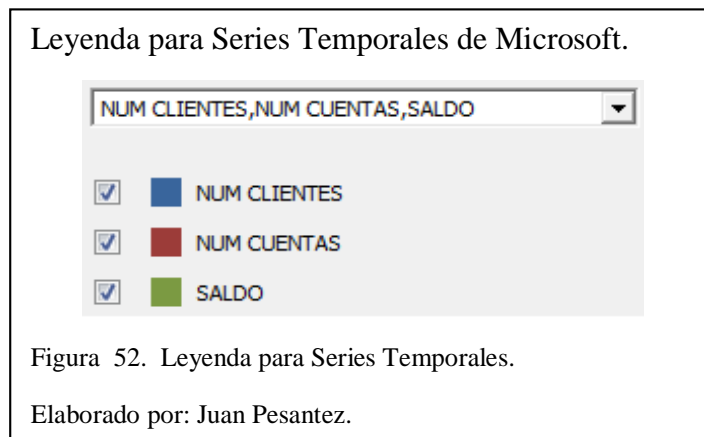 Leyenda para Series Temporales de Microsoft.
NUM CLIENTES,NUM CUENTAS,SALDO
NUM CLIENTES
NUM CUENTAS
SALDO
Figura 52. Leyenda para Series Temporales.
Elaborado por: Juan Pesantez.